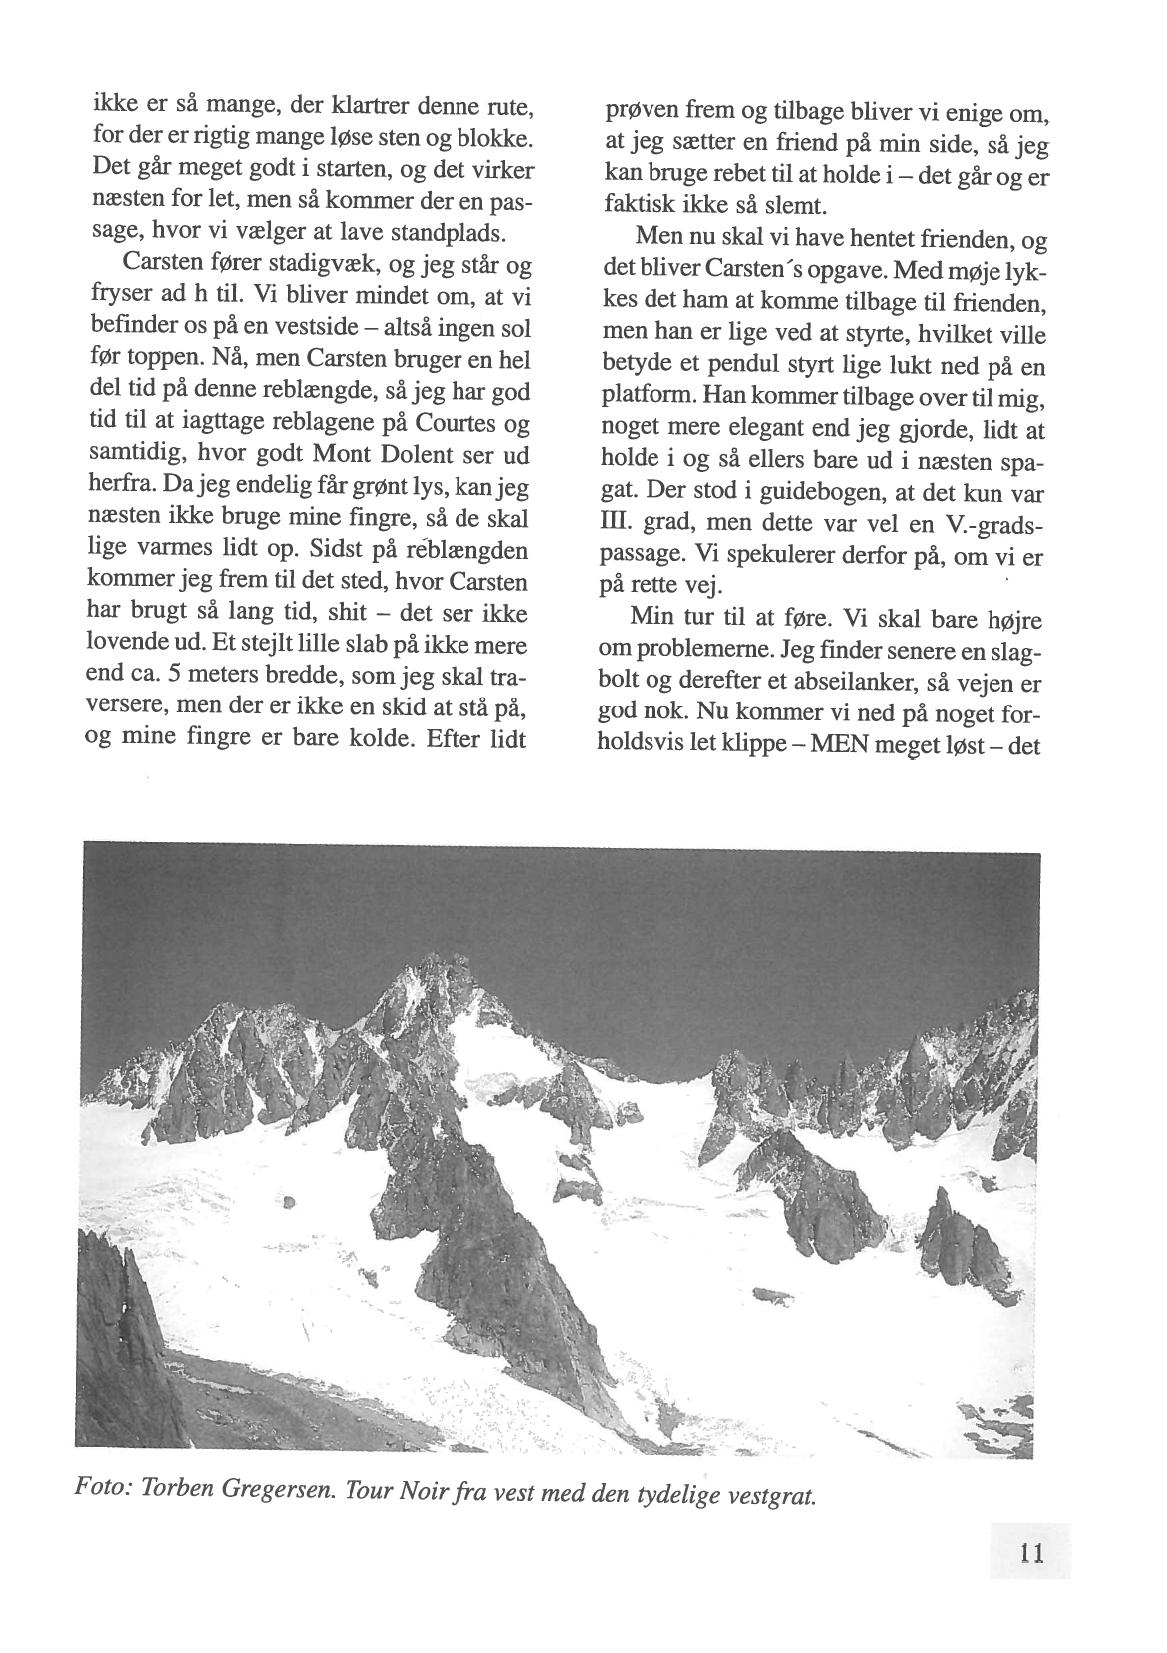 ikke er så mange, der klartrer denne rute,
for der er rigtig mange løse sten og blokke.
Det går meget godt i starten, og det virker
næsten for let, men så kommer der en pas-
sage, hvor vi vælger at lave standplads.
Carsten fører stadigvæk, og jeg står og
fryser ad h til. Vi bliver mindet om, at vi
befinder os på en vestside – altså ingen sol
før toppen. Nå, men Carsten bruger en hel
del tid på denne reblængde, så jeg har god
tid til at iagttage reblagene på Courtes og
samtidig, hvor godt Mont Dolent ser ud
herfra. Da jeg endelig får grønt lys, kan jeg
næsten ikke bruge mine fingre, så de skal
lige varmes lidt op. Sidst på reblængden
kommer jeg frem til det sted, hvor Carsten
har brugt så lang tid, shit – det ser ikke
lovende ud. Et stejlt lille slab på ikke mere
end ca. 5 meters bredde, som jeg skal tra-
versere, men der er ikke en skid at stå på,
og mine fingre er bare kolde. Efter lidt
prøven frem og tilbage bliver vi enige om,
at jeg sætter en friend på min side, så jeg
kan bruge rebet til at holde i – det går og er
faktisk ikke så slemt.
Men nu skal vi have hentet frienden, og
det bliver Carsten´s opgave. Med møje lyk-
kes det ham at komme tilbage til frienden,
men han er lige ved at styrte, hvilket ville
betyde et pendul styrt lige lukt ned på en
platform. Han kommer tilbage over til mig,
noget mere elegant end jeg gjorde, lidt at
holde i og så ellers bare ud i næsten spa-
gat. Der stod i guidebogen, at det kun var
III. grad, men dette var vel en V.-grads-
passage. Vi spekulerer derfor på, om vi er
på rette vej.
Min tur til at føre. Vi skal bare højre
om problemerne. Jeg finder senere en slag-
bolt og derefter et abseilanker, så vejen er
god nok. Nu kommer vi ned på noget for-
holdsvis let klippe – MEN meget løst – det
Foto: Torben Gregersen. Tour Noir fra vest med den tydelige vestgrat.
11